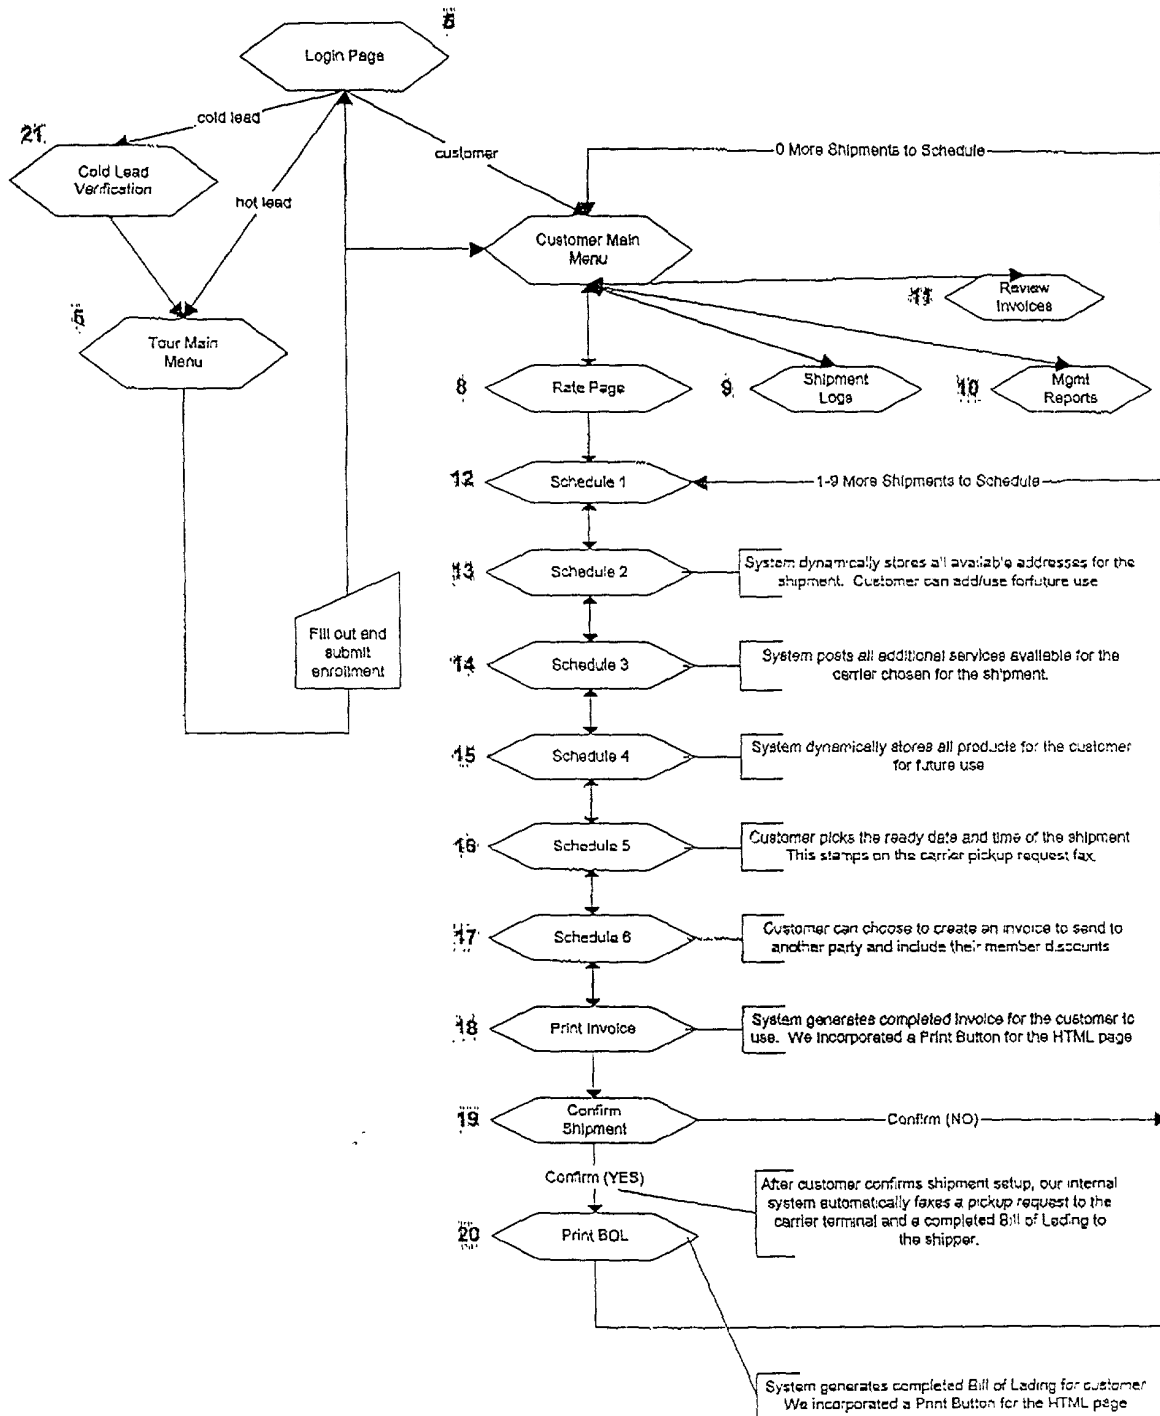 Login Page
cold lead
21
Cold Lead
Verification
customer
hot lead
0 More Shipments to Schedule
Customer Main
Menu
11
Review
Invoices
Tour Main
Menu
8
Rate Page
9
Shipment
Logs
10
Mgmt
Reports
12
Schedule 1
1-9 More Shipments to Schedule
13
Schedule 2
System dynamically stores all available addresses for the
shipment. Customer can add/use forfuture use
Fill out and
submit
enrollment
14
Schedule 3
System posts all additional services available for the
carrier chosen for the shipment.
15
Schedule 4
System dynamically stores all products for the customer
for future use
16
Schedule 5
Customer picks the ready date and time of the shipment
This stamps on the carrier pickup request fax.
17
Schedule 6
Customer can choose to create an invoice to send to
another party and include their member discounts
18
Print Invoice
System generates completed Invoice for the customer to
use. We incorporated a Print Button for the HTML page
19
Confirm
Shipment
Confirm (NO)
Confirm (YES)
After customer confirms shipment setup, our internal
system automatically faxes a pickup request to the
carrier terminal and a completed Bill of Lading to
the shipper.
20
Print BOL
System generates completed Bill of Lading for customer
We incorporated a Print Button for the HTML page